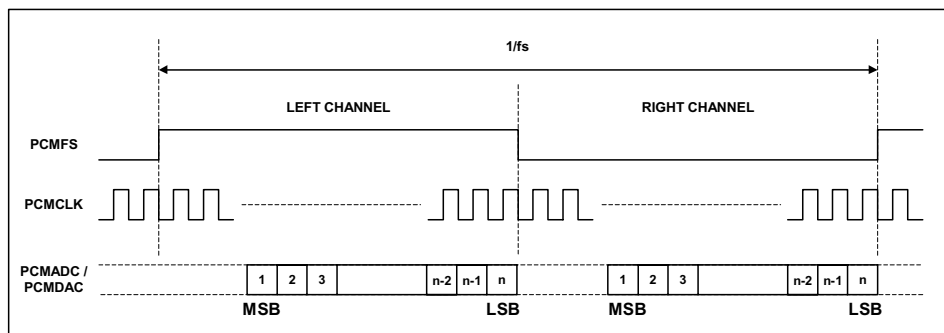 1/fs
LEFT CHANNEL RIGHT CHANNEL
PCMFS
PCMCLK
PCMADC /
PCMDAC
1 2 3 n-2 n-1 n 1 2 3 n-2 n-1 n
MSB LSB MSB LSB